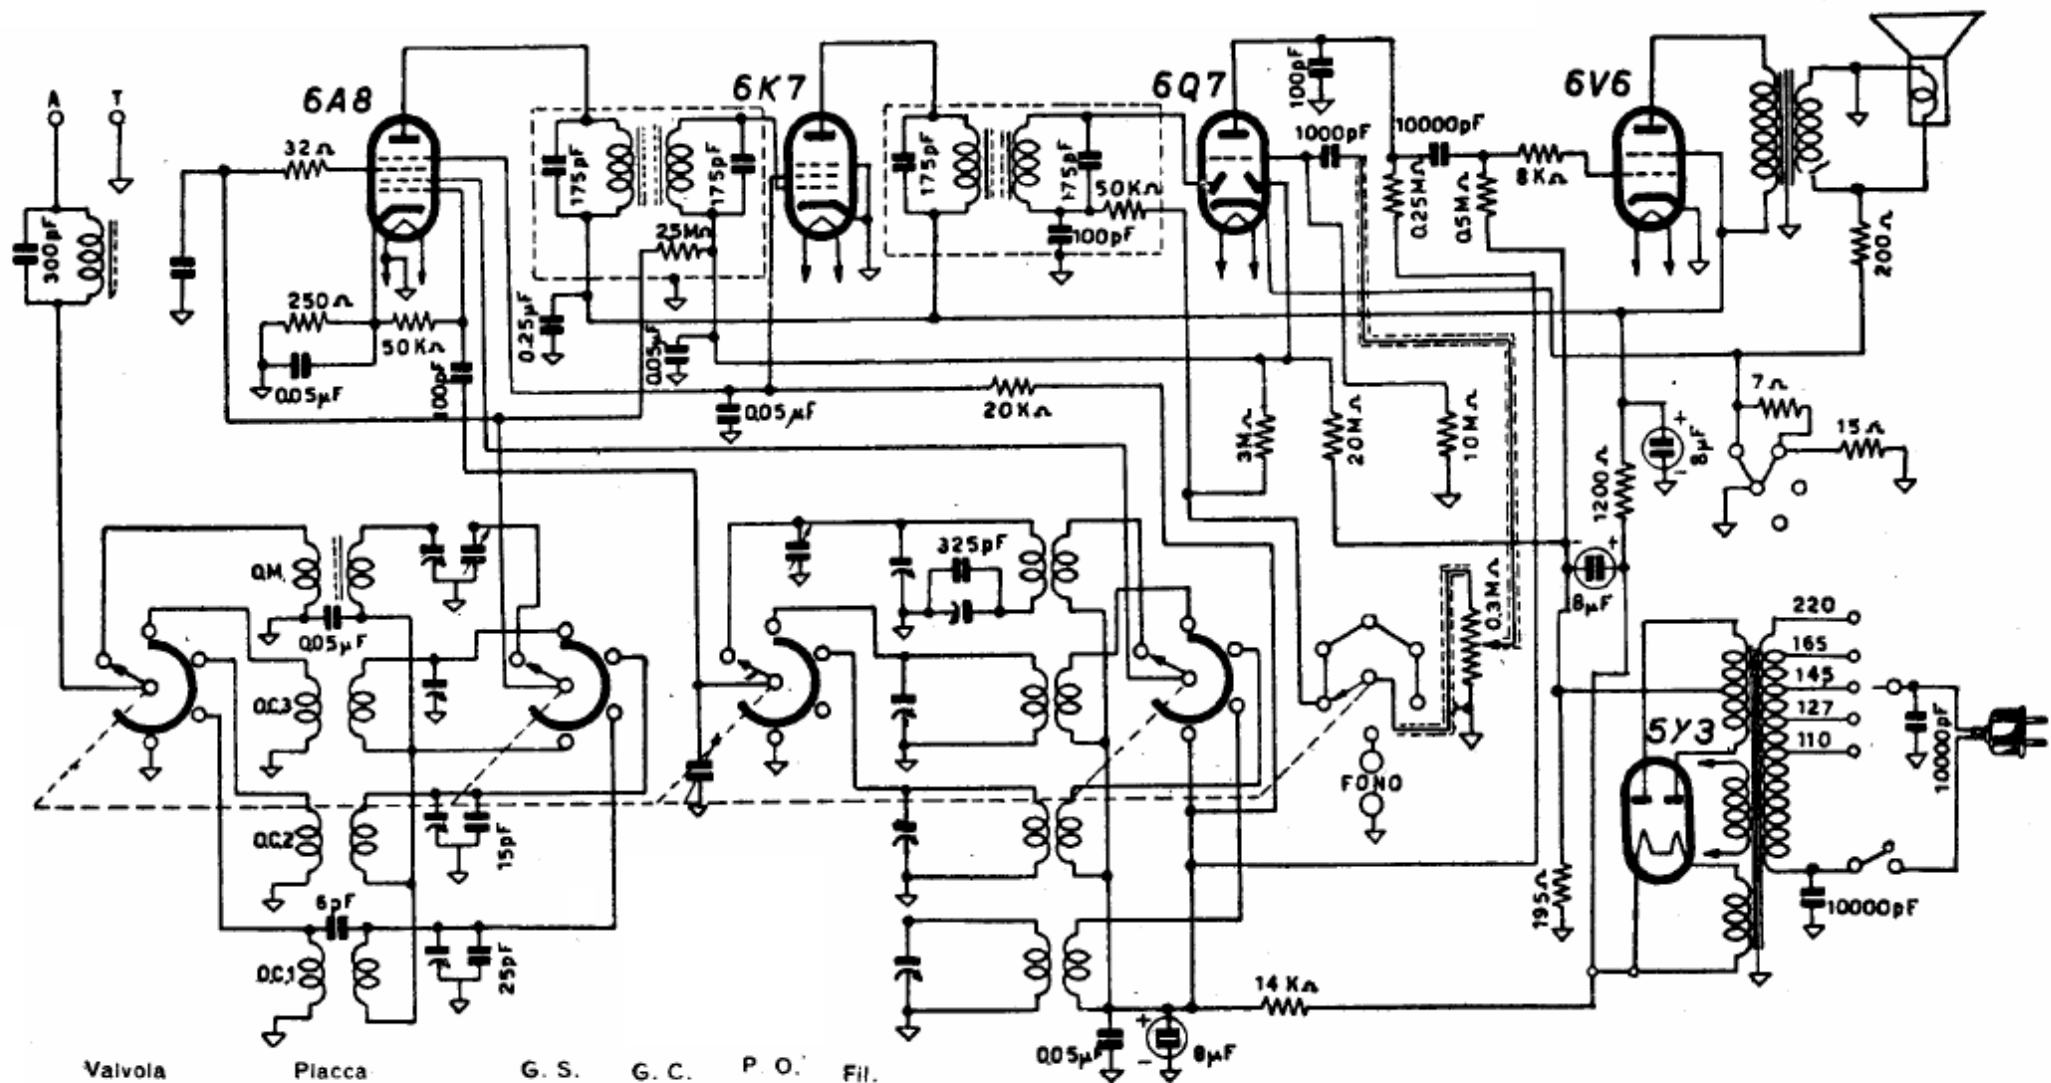 6A8
6K7
6Q7
6V6
A
T
32Ω
300pF
175pF
175pF
25MΩ
175pF
175pF
50KΩ
100pF
100pF
1000pF
10000pF
8KΩ
0.25MΩ
0.5MΩ
200Ω
250Ω
50KΩ
0.05µF
100pF
0.25µF
0.05µF
0.05µF
20KΩ
3MΩ
20MΩ
10MΩ
7Ω
15Ω
+
8µF
-
1200Ω
+
8µF
325pF
0.3MΩ
O.M.
0.05µF
O.C.3
O.C.2
15pF
6pF
O.C.1
25pF
FONO
220
165
145
127
110
5Y3
10000pF
10000pF
195Ω
14KΩ
0.05µF
+
-
8µF
Valvola Placca G. S. G. C. P. O. Fil.